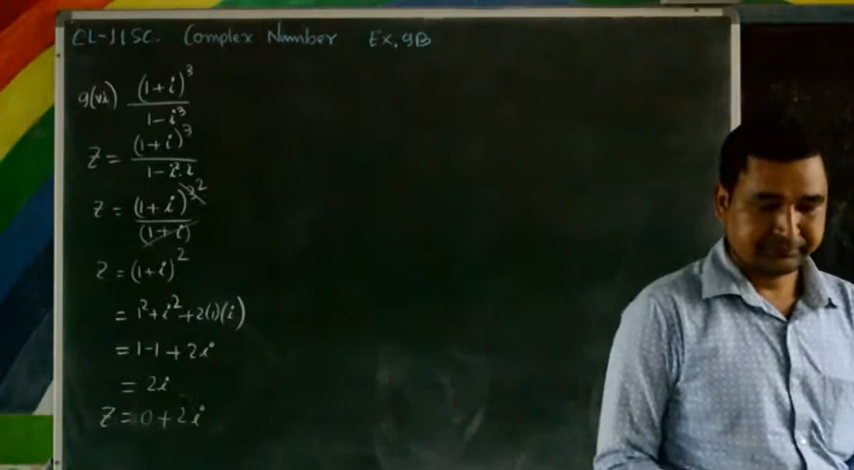 CL-11SC. Complex Number Ex. 9B
9(vi) (1+i)^3 / 1-i^3
Z = (1+i)^3 / 1-i^2.i
Z = (1+i)^3 2 / (1+i)
Z = (1+i)^2
= 1^2+i^2+2(1)(i)
= 1-1+2i
= 2i
Z = 0+2i